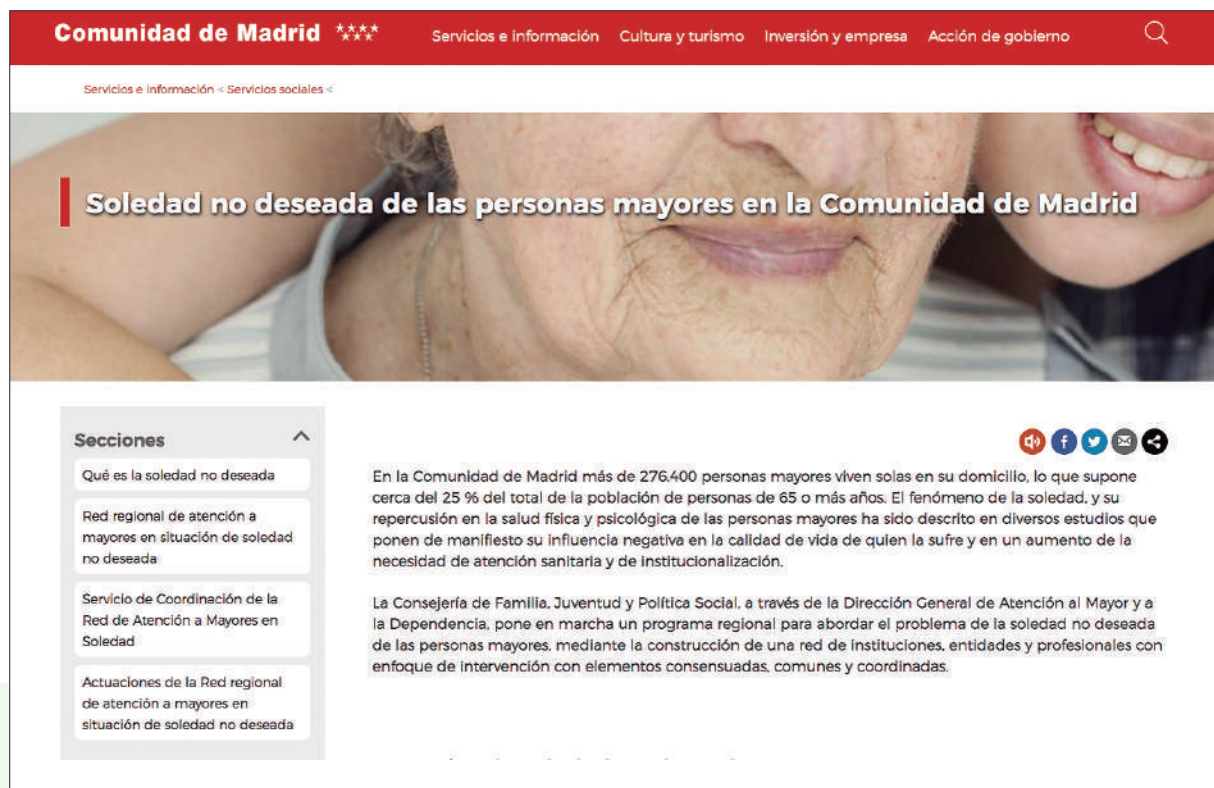 Comunidad de Madrid
Servicios e información Cultura y turismo Inversión y empresa Acción de gobierno
Servicios e información < Servicios sociales <
Soledad no deseada de las personas mayores en la Comunidad de Madrid
Secciones
Qué es la soledad no deseada
Red regional de atención a
mayores en situación de soledad
no deseada
Servicio de Coordinación de la
Red de Atención a Mayores en
Soledad
Actuaciones de la Red regional
de atención a mayores en
situación de soledad no deseada
En la Comunidad de Madrid más de 276.400 personas mayores viven solas en su domicilio, lo que supone
cerca del 25 % del total de la población de personas de 65 o más años. El fenómeno de la soledad, y su
repercusión en la salud física y psicológica de las personas mayores ha sido descrito en diversos estudios que
ponen de manifiesto su influencia negativa en la calidad de vida de quien la sufre y en un aumento de la
necesidad de atención sanitaria y de institucionalización.
La Consejería de Familia, Juventud y Política Social, a través de la Dirección General de Atención al Mayor y a
la Dependencia, pone en marcha un programa regional para abordar el problema de la soledad no deseada
de las personas mayores, mediante la construcción de una red de instituciones, entidades y profesionales con
enfoque de intervención con elementos consensuadas, comunes y coordinadas.